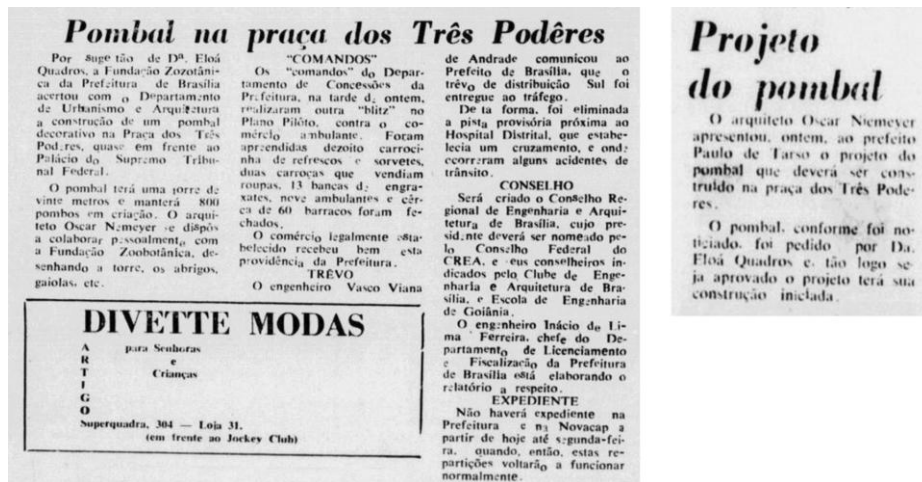 Pombal na praça dos Três Podêres
Por suge tão de Dª. Eloá
Quadros, a Fundação Zozotâni-
ca da Prefeitura de Brasília
acertou com o Departamento
de Urbanismo e Arquitetura
a construção de um pombal
decorativo na Praça dos Três
Pod:res, quase em frente ao
Palácio do Supremo Tribu-
nal Federal.
O pombal terá uma torre de
vinte metros e manterá 800
pombos em criação. O arqui-
teto Oscar Nemeyer se dispôs
a colaborar pessoalmente com
a Fundação Zoobotânica, de-
senhando a torre, os abrigos,
gaiolas, etc.
"COMANDOS"
Os "comandos" do Depar-
tamento de Concessões da
Prefeitura, na tarde de ontem,
realizaram outra "blitz" no
Plano Pilôto, contra o co-
mércio ambulante. Foram
apreendidas dezoito carroci-
nha de refrescos e sorvetes,
duas carroças que vendiam
roupas, 13 bancas de engra-
xates, neve ambulantes e cêr-
ca de 60 barracos foram fe-
chados.
O comércio legalmente esta-
belecido recebeu bem esta
providência da Prefeitura.
TRÊVO
O engenheiro Vasco Viana
de Andrade comunicou ao
Prefeito de Brasília, que o
trêvo de distribuição Sul foi
entregue ao tráfego.
De ta forma, foi eliminada
a pista provisória próxima ao
Hospital Distrital, que estabe-
lecia um cruzamento, e onde
ocorreram alguns acidentes de
trânsito.
CONSELHO
Será criado o Conselho Re-
gional de Engenharia e Arqui-
tetura de Brasília, cujo pre-
sid.nte deverá ser nomeado pe-
lo Conselho Federal do
CREA, e eus conselheiros in-
dicados pelo Clube de Enge-
nharia e Arquitetura de Bra-
sília, e Escola de Engenharia
de Goiânia.
O engenheiro Inácio de Li-
ma Ferreira, chefe do De-
partamento de Licenciamento
e Fiscalização da Prefeitura
de Brasília está elaborando o
relatório a respeito.
EXPEDIENTE
Não haverá expediente na
Prefeitura e na Novacap a
partir de hoje até segunda-fei-
ra, quando, então, estas re-
partições voltarão a funcionar
normalmente.
DIVETTE MODAS
ARTIGO
para Senhoras
e
Crianças
Superquadra, 304 — Loja 31.
(em frente ao Jockey Club)
Projeto
do pombal
O arquiteto Oscar Niemeyer
apresentou, ontem, ao prefeito
Paulo de Tarso o projeto do
pombal que deverá ser cons-
truído na praça dos Três Pode-
res.
O pombal, conforme foi no-
ticiado, foi pedido por Da.
Eloá Quadros e, tão logo se-
ja aprovado o projeto terá sua
construção iniciada.